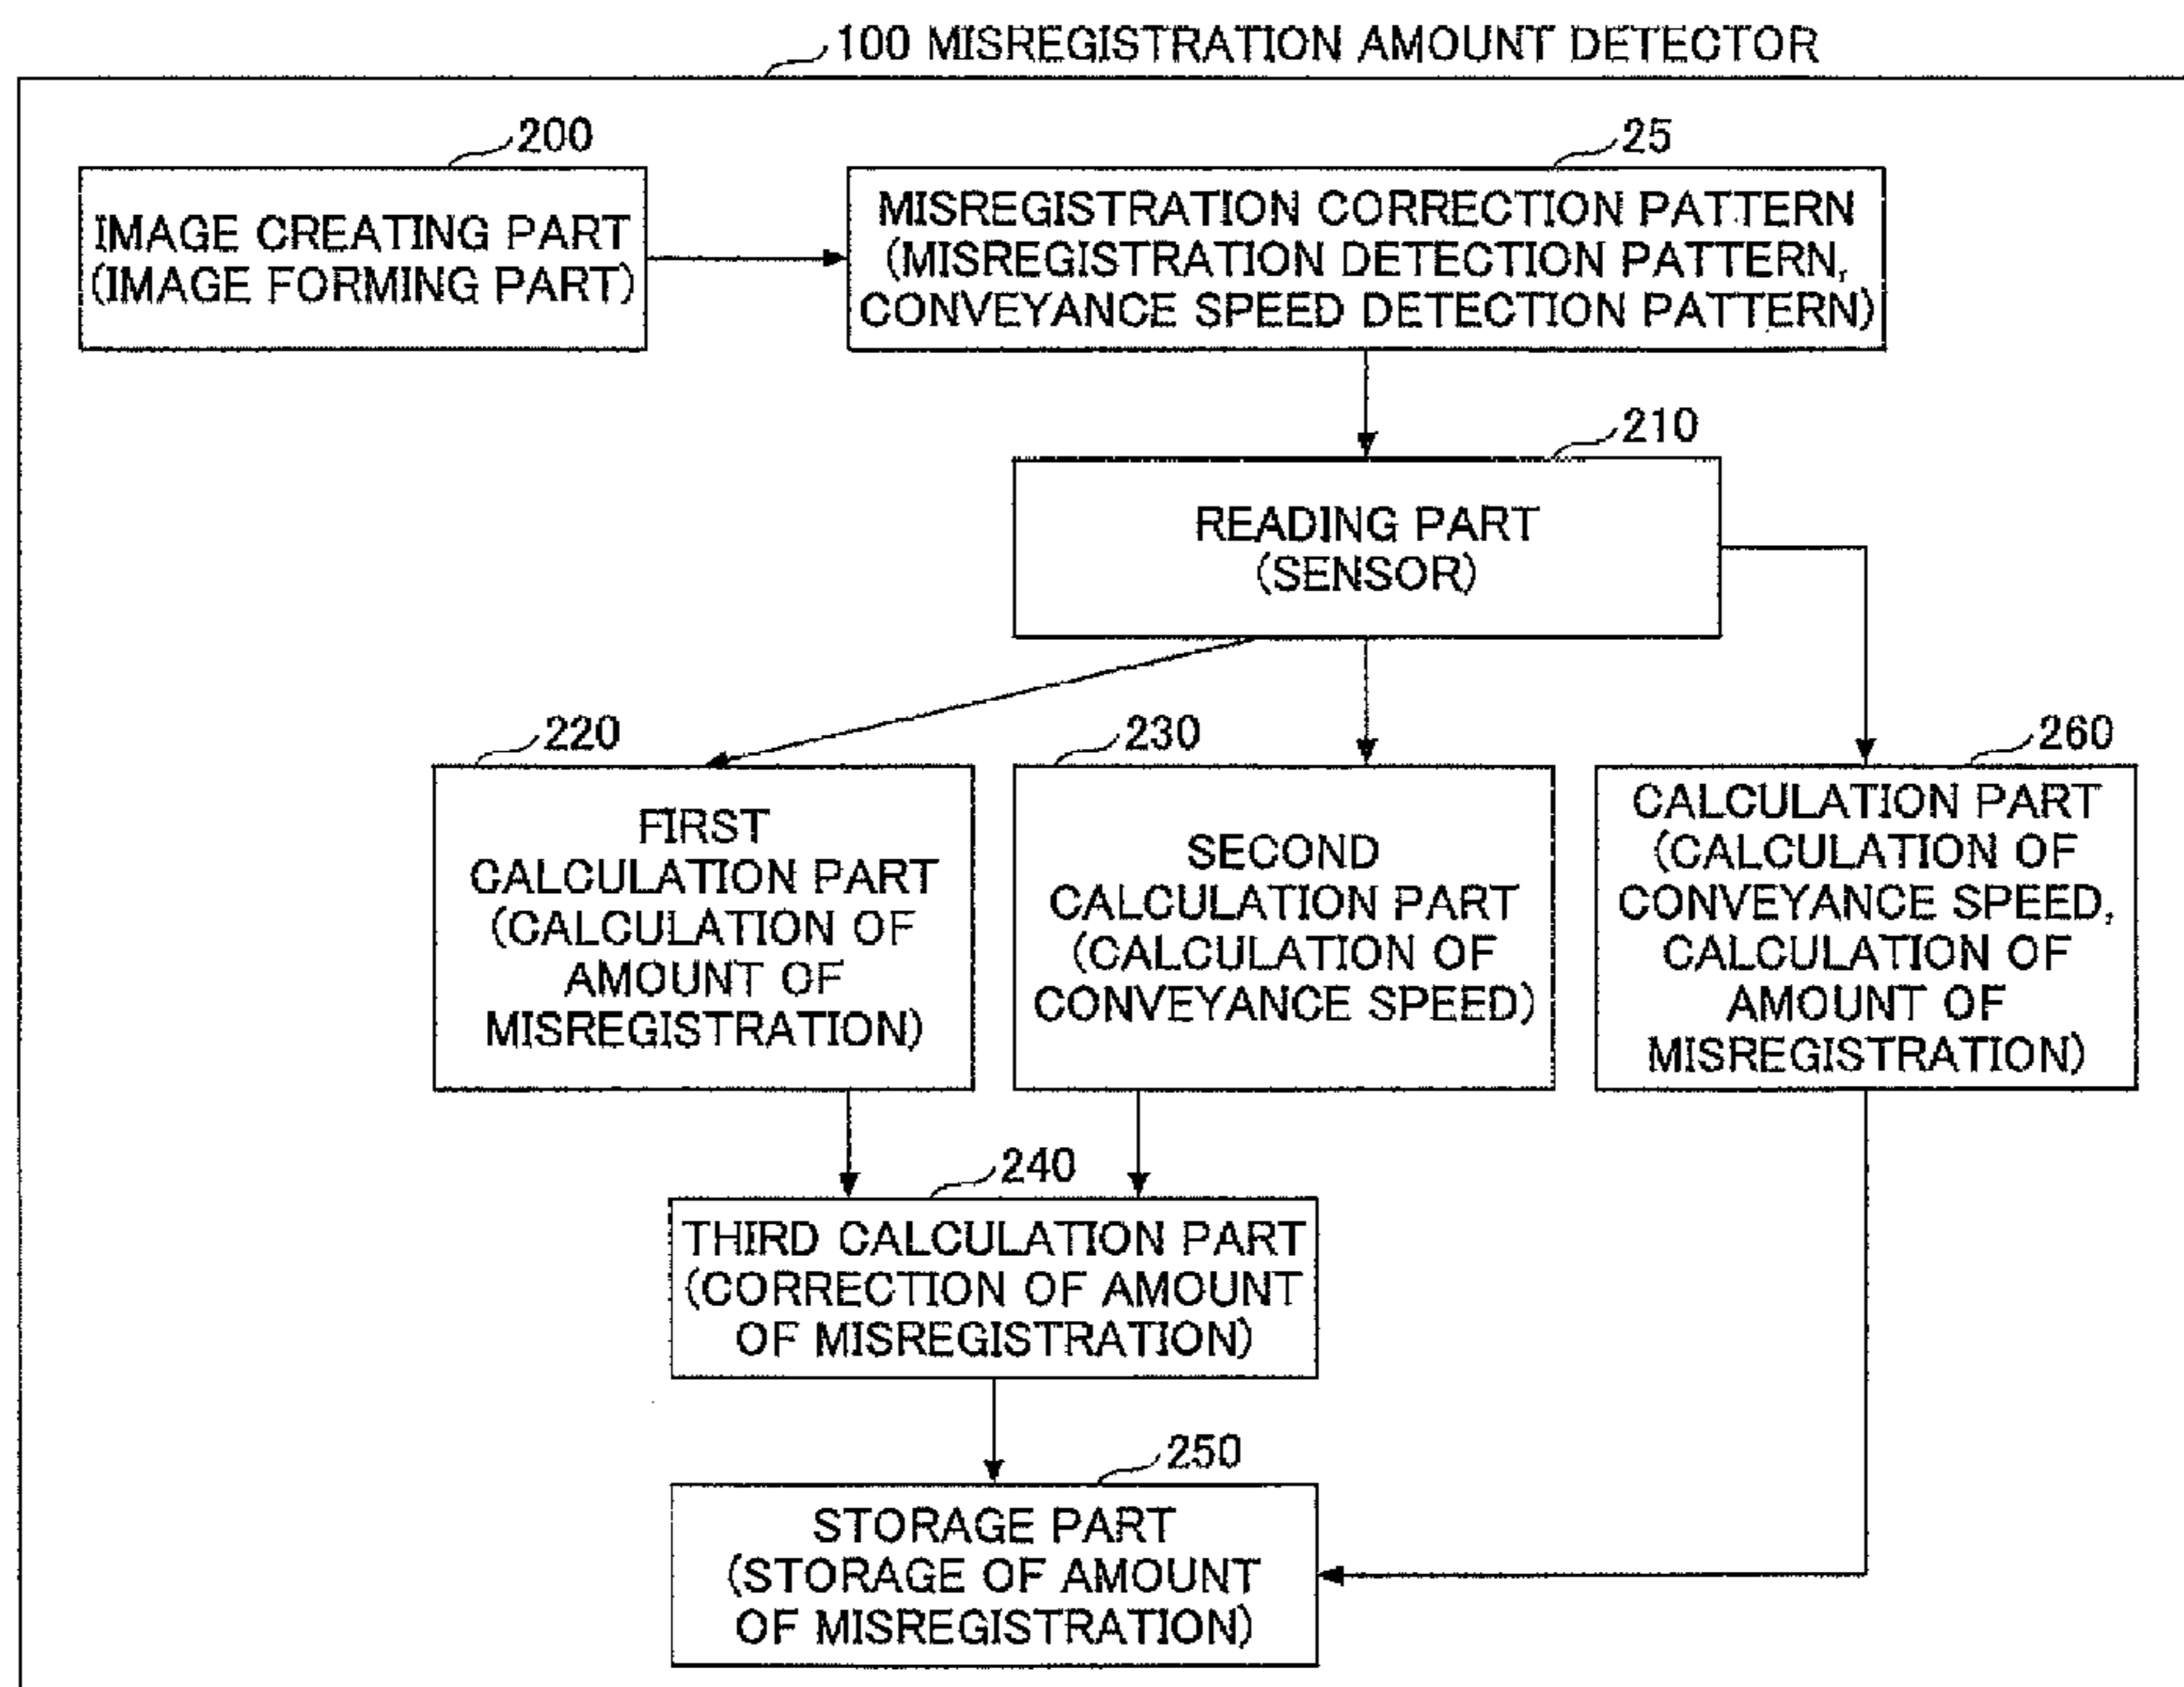 100 MISREGISTRATION AMOUNT DETECTOR
200
IMAGE CREATING PART
(IMAGE FORMING PART)
25
MISREGISTRATION CORRECTION PATTERN
(MISREGISTRATION DETECTION PATTERN,
CONVEYANCE SPEED DETECTION PATTERN)
210
READING PART
(SENSOR)
220
FIRST
CALCULATION PART
(CALCULATION OF
AMOUNT OF
MISREGISTRATION)
230
SECOND
CALCULATION PART
(CALCULATION OF
CONVEYANCE SPEED)
260
CALCULATION PART
(CALCULATION OF
CONVEYANCE SPEED,
CALCULATION OF
AMOUNT OF
MISREGISTRATION)
240
THIRD CALCULATION PART
(CORRECTION OF AMOUNT
OF MISREGISTRATION)
250
STORAGE PART
(STORAGE OF AMOUNT
OF MISREGISTRATION)